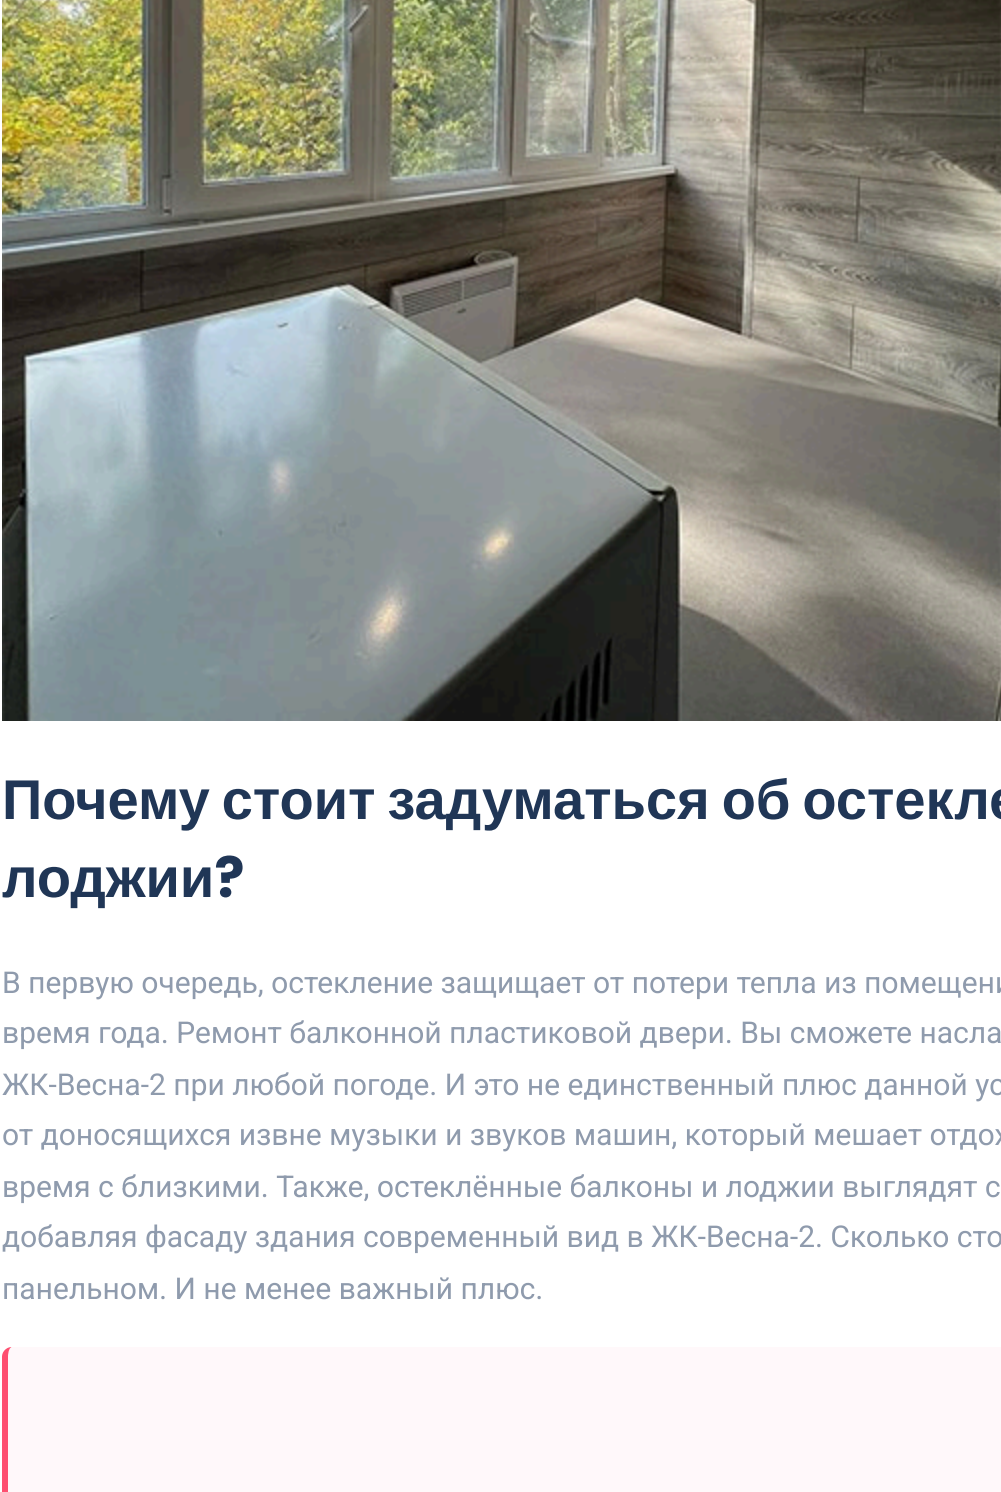 Почему стоит задуматься об остекле
лоджии?
В первую очередь, остекление защищает от потери тепла из помещени
время года. Ремонт балконной пластиковой двери. Вы сможете насла
ЖК-Весна-2 при любой погоде. И это не единственный плюс данной ус
от доносящихся извне музыки и звуков машин, который мешает отдох
время с близкими. Также, остеклённые балконы и лоджии выглядят с
добавляя фасаду здания современный вид в ЖК-Весна-2. Сколько сто
панельном. И не менее важный плюс.